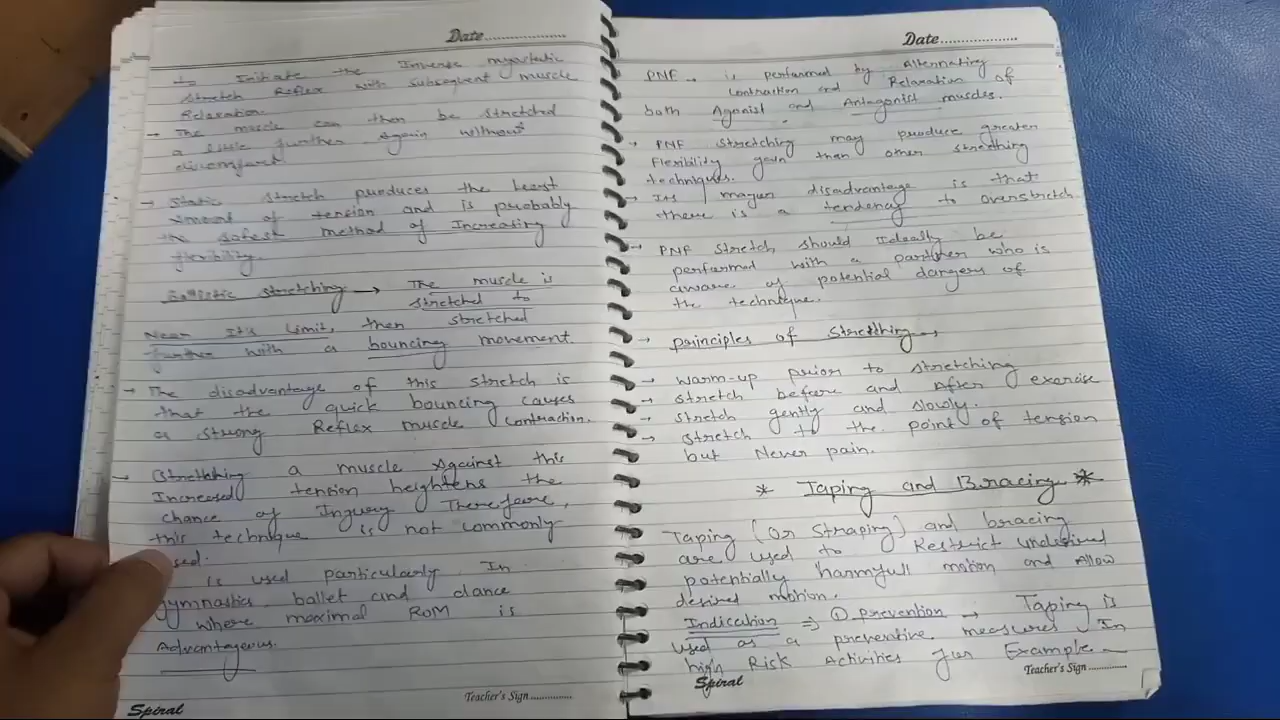 Date..................
to Initiate the Inverse myotatic
stretch Reflex with subsequent muscle
Relaxation.
→ The muscle can then be stretched
a little further again without
discomfort
→ Static stretch produces the least
amount of tension and is probably
the safest method of Increasing
flexibility.
Ballistic stretching → The muscle is
stretched to
Near It's limit, then stretched
further with a bouncing movement.
→ The disadvantage of this stretch is
that the quick bouncing causes
a strong Reflex muscle contraction.
→ Stretching a muscle Against this
Increased tension heightens the
chance of Injury Therefore,
this technique is not commonly
used.
is used particularly In
gymnastics, ballet and dance
where maximal ROM is
Advantageous.
Teacher's Sign...............
Spiral
Date..................
PNF → is performed by Alternating
contraction and Relaxation of
both Agonist and Antagonist muscles.
→ PNF stretching may produce greater
flexibility gain than other stretching
techniques.
→ Its mager disadvantage is that
there is a tendency to overstretch.
→ PNF stretch should Ideally be
performed with a partner who is
aware of potential dangers of
the technique.
→ principles of Stretching →
→ warm-up prior to stretching
→ stretch before and After exercise
→ stretch gently and slowly.
→ stretch to the point of tension
but Never pain.
* Taping and Bracing *
Taping (or Straping) and bracing
are used to Restrict undesired
potentially harmfull motion and Allow
desired motion.
Indication ⇒ ① prevention → Taping is
used as a preventive measures In
high Risk Activities for Example —
Teacher's Sign...............
Spiral